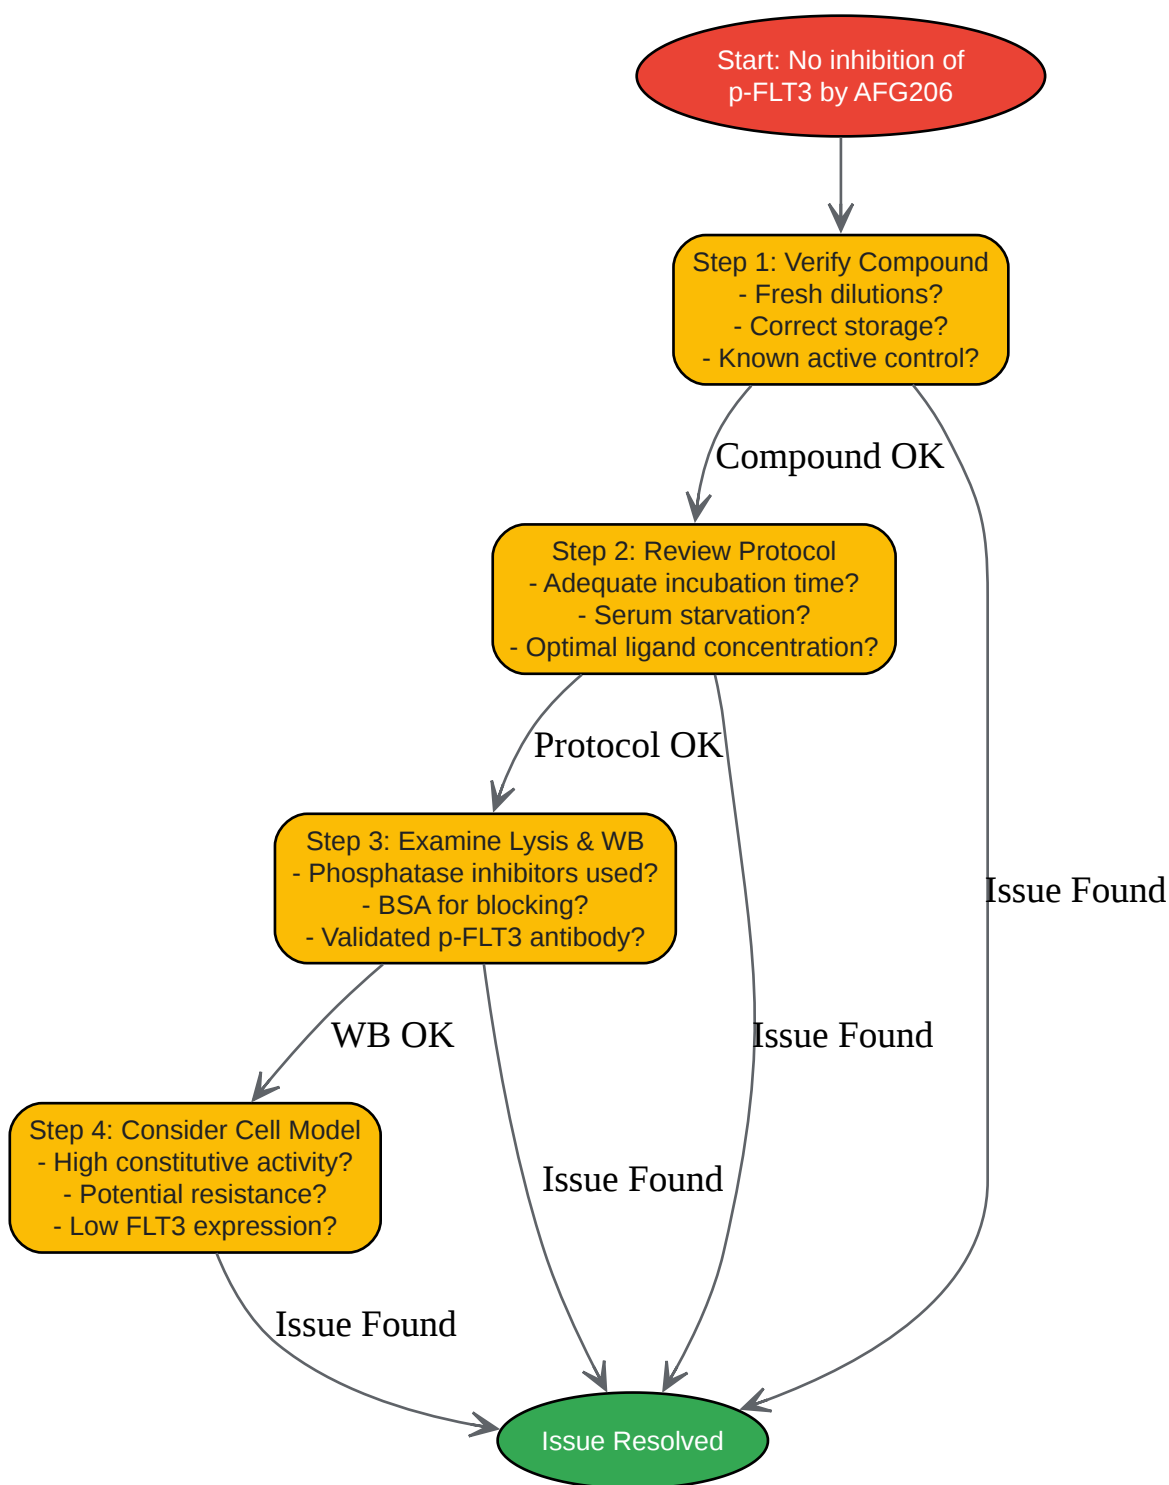 Start: No inhibition of
p-FLT3 by AFG206
Step 1: Verify Compound
- Fresh dilutions?
- Correct storage?
- Known active control?
Compound OK
Step 2: Review Protocol
- Adequate incubation time?
- Serum starvation?
- Optimal ligand concentration?
Protocol OK
Step 3: Examine Lysis & WB
- Phosphatase inhibitors used?
- BSA for blocking?
- Validated p-FLT3 antibody?
Issue Found
WB OK
Issue Found
Step 4: Consider Cell Model
- High constitutive activity?
- Potential resistance?
- Low FLT3 expression?
Issue Found
Issue Found
Issue Resolved